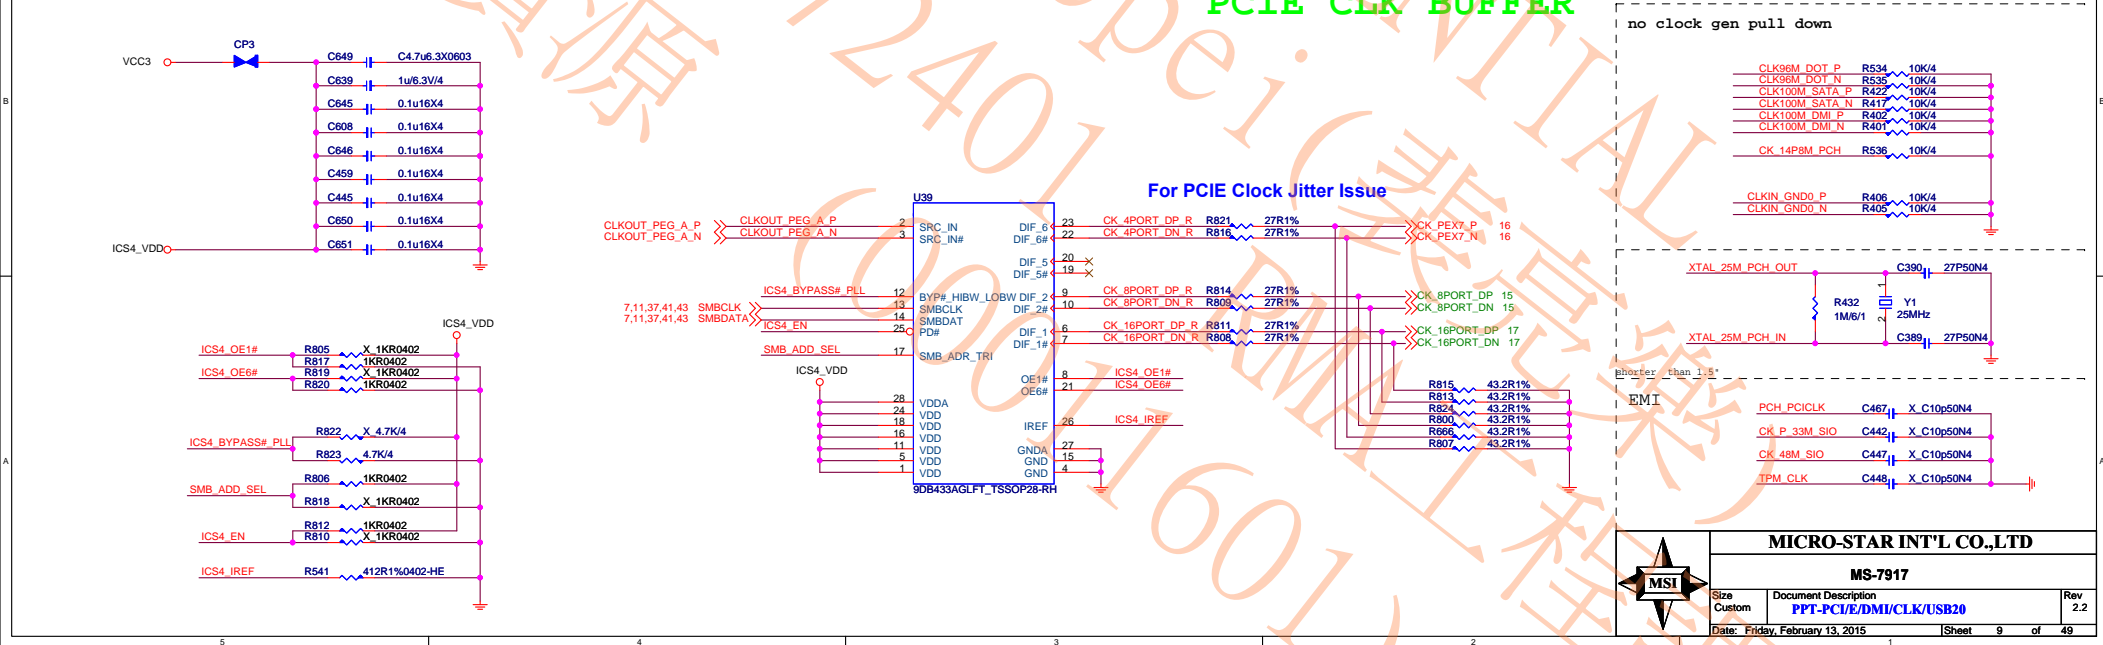 PCIE CLK BUFFER
no clock gen pull down
CP3
VCC3
C649 C4.7u6.3X0603
C639 1u/6.3V/4
C645 0.1u16X4
C608 0.1u16X4
C646 0.1u16X4
C459 0.1u16X4
C445 0.1u16X4
C650 0.1u16X4
C651 0.1u16X4
ICS4_VDD
CLK96M_DOT_P R534 10K/4
CLK96M_DOT_N R535 10K/4
CLK100M_SATA_P R422 10K/4
CLK100M_SATA_N R417 10K/4
CLK100M_DMI_P R402 10K/4
CLK100M_DMI_N R401 10K/4
CK_14P8M_PCH R536 10K/4
CLKIN_GND0_P R406 10K/4
CLKIN_GND0_N R405 10K/4
For PCIE Clock Jitter Issue
U39
CLKOUT_PEG_A_P CLKOUT_PEG_A_P 2 SRC_IN
CLKOUT_PEG_A_N CLKOUT_PEG_A_N 3 SRC_IN#
ICS4_BYPASS#_PLL 12 BYP#_HIBW_LOBW
7,11,37,41,43 SMBCLK 13 SMBCLK
7,11,37,41,43 SMBDATA 14 SMBDAT
ICS4_EN 25 PD#
SMB_ADD_SEL 17 SMB_ADR_TRI
ICS4_VDD
28 VDDA
24 VDD
18 VDD
16 VDD
11 VDD
5 VDD
1 VDD
DIF_6 23 CK_4PORT_DP_R R821 27R1% CK_PEX7_P 16
DIF_6# 22 CK_4PORT_DN_R R816 27R1% CK_PEX7_N 16
DIF_5 20
DIF_5# 19
DIF_2 9 CK_8PORT_DP_R R814 27R1% CK_8PORT_DP 15
DIF_2# 10 CK_8PORT_DN_R R809 27R1% CK_8PORT_DN 15
DIF_1 6 CK_16PORT_DP_R R811 27R1% CK_16PORT_DP 17
DIF_1# 7 CK_16PORT_DN_R R808 27R1% CK_16PORT_DN 17
OE1# 8 ICS4_OE1#
OE6# 21 ICS4_OE6#
IREF 26 ICS4_IREF
GNDA 27
GND 15
GND 4
9DB433AGLFT_TSSOP28-RH
R815 43.2R1%
R813 43.2R1%
R824 43.2R1%
R800 43.2R1%
R666 43.2R1%
R807 43.2R1%
ICS4_VDD
ICS4_OE1# R805 X_1KR0402
R817 1KR0402
ICS4_OE6# R819 X_1KR0402
R820 1KR0402
R822 X_4.7K/4
ICS4_BYPASS#_PLL
R823 4.7K/4
R806 1KR0402
SMB_ADD_SEL
R818 X_1KR0402
R812 1KR0402
ICS4_EN R810 X_1KR0402
ICS4_IREF R541 412R1%0402-HE
XTAL_25M_PCH_OUT C390 27P50N4
R432 1 Y1
1M/6/1 2 25MHz
XTAL_25M_PCH_IN C389 27P50N4
shorter than 1.5"
EMI
PCH_PCICLK C467 X_C10p50N4
CK_P_33M_SIO C442 X_C10p50N4
CK_48M_SIO C447 X_C10p50N4
TPM_CLK C448 X_C10p50N4
MSI
MICRO-STAR INT'L CO.,LTD
MS-7917
Size Document Description Rev
Custom PPT-PCI/E/DMI/CLK/USB20 2.2
Date: Friday, February 13, 2015 Sheet 9 of 49
B
B
A
A
5 4 3 2 1